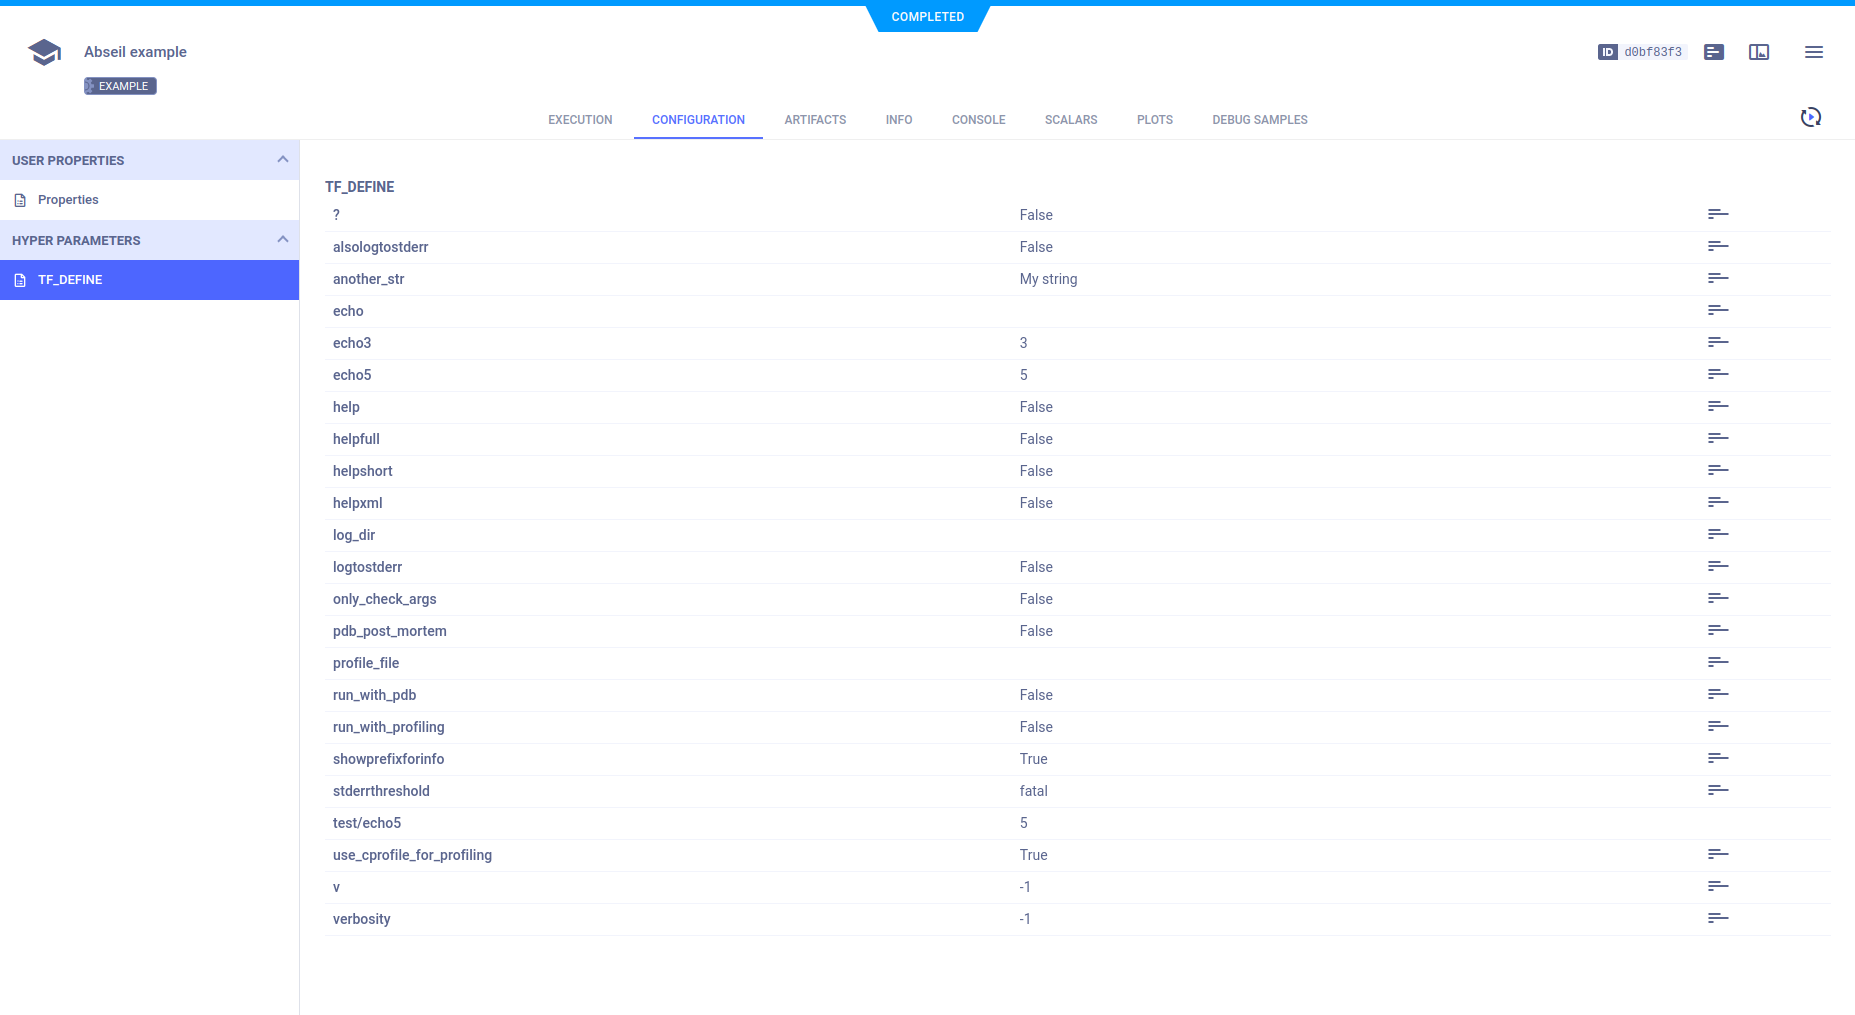 COMPLETED
Abseil example
ID d0bf83f3
EXAMPLE
EXECUTION CONFIGURATION ARTIFACTS INFO CONSOLE SCALARS PLOTS DEBUG SAMPLES
USER PROPERTIES
Properties
HYPER PARAMETERS
TF_DEFINE
TF_DEFINE
? False
alsologtostderr False
another_str My string
echo
echo3 3
echo5 5
help False
helpfull False
helpshort False
helpxml False
log_dir
logtostderr False
only_check_args False
pdb_post_mortem False
profile_file
run_with_pdb False
run_with_profiling False
showprefixforinfo True
stderrthreshold fatal
test/echo5 5
use_cprofile_for_profiling True
v -1
verbosity -1